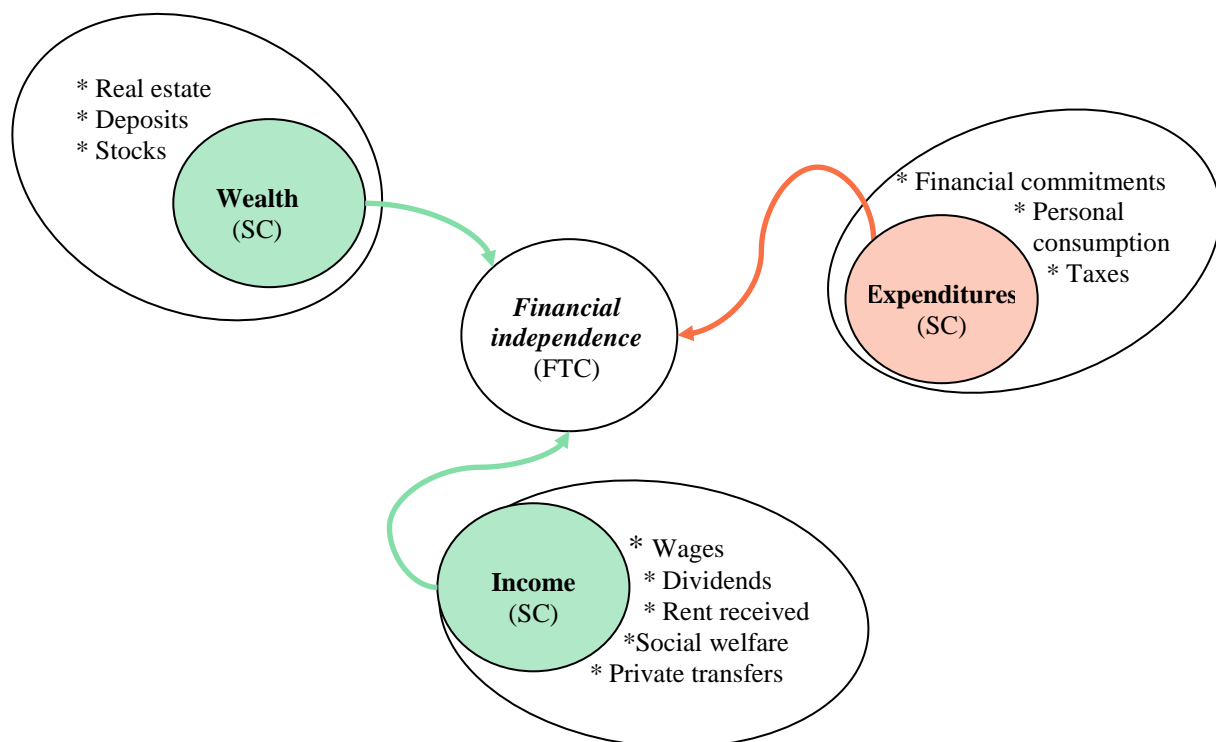 * Real estate
* Deposits
* Stocks
Wealth
(SC)
* Financial commitments
* Personal
consumption
* Taxes
Expenditures
(SC)
Financial
independence
(FTC)
Income
(SC)
* Wages
* Dividends
* Rent received
*Social welfare
* Private transfers